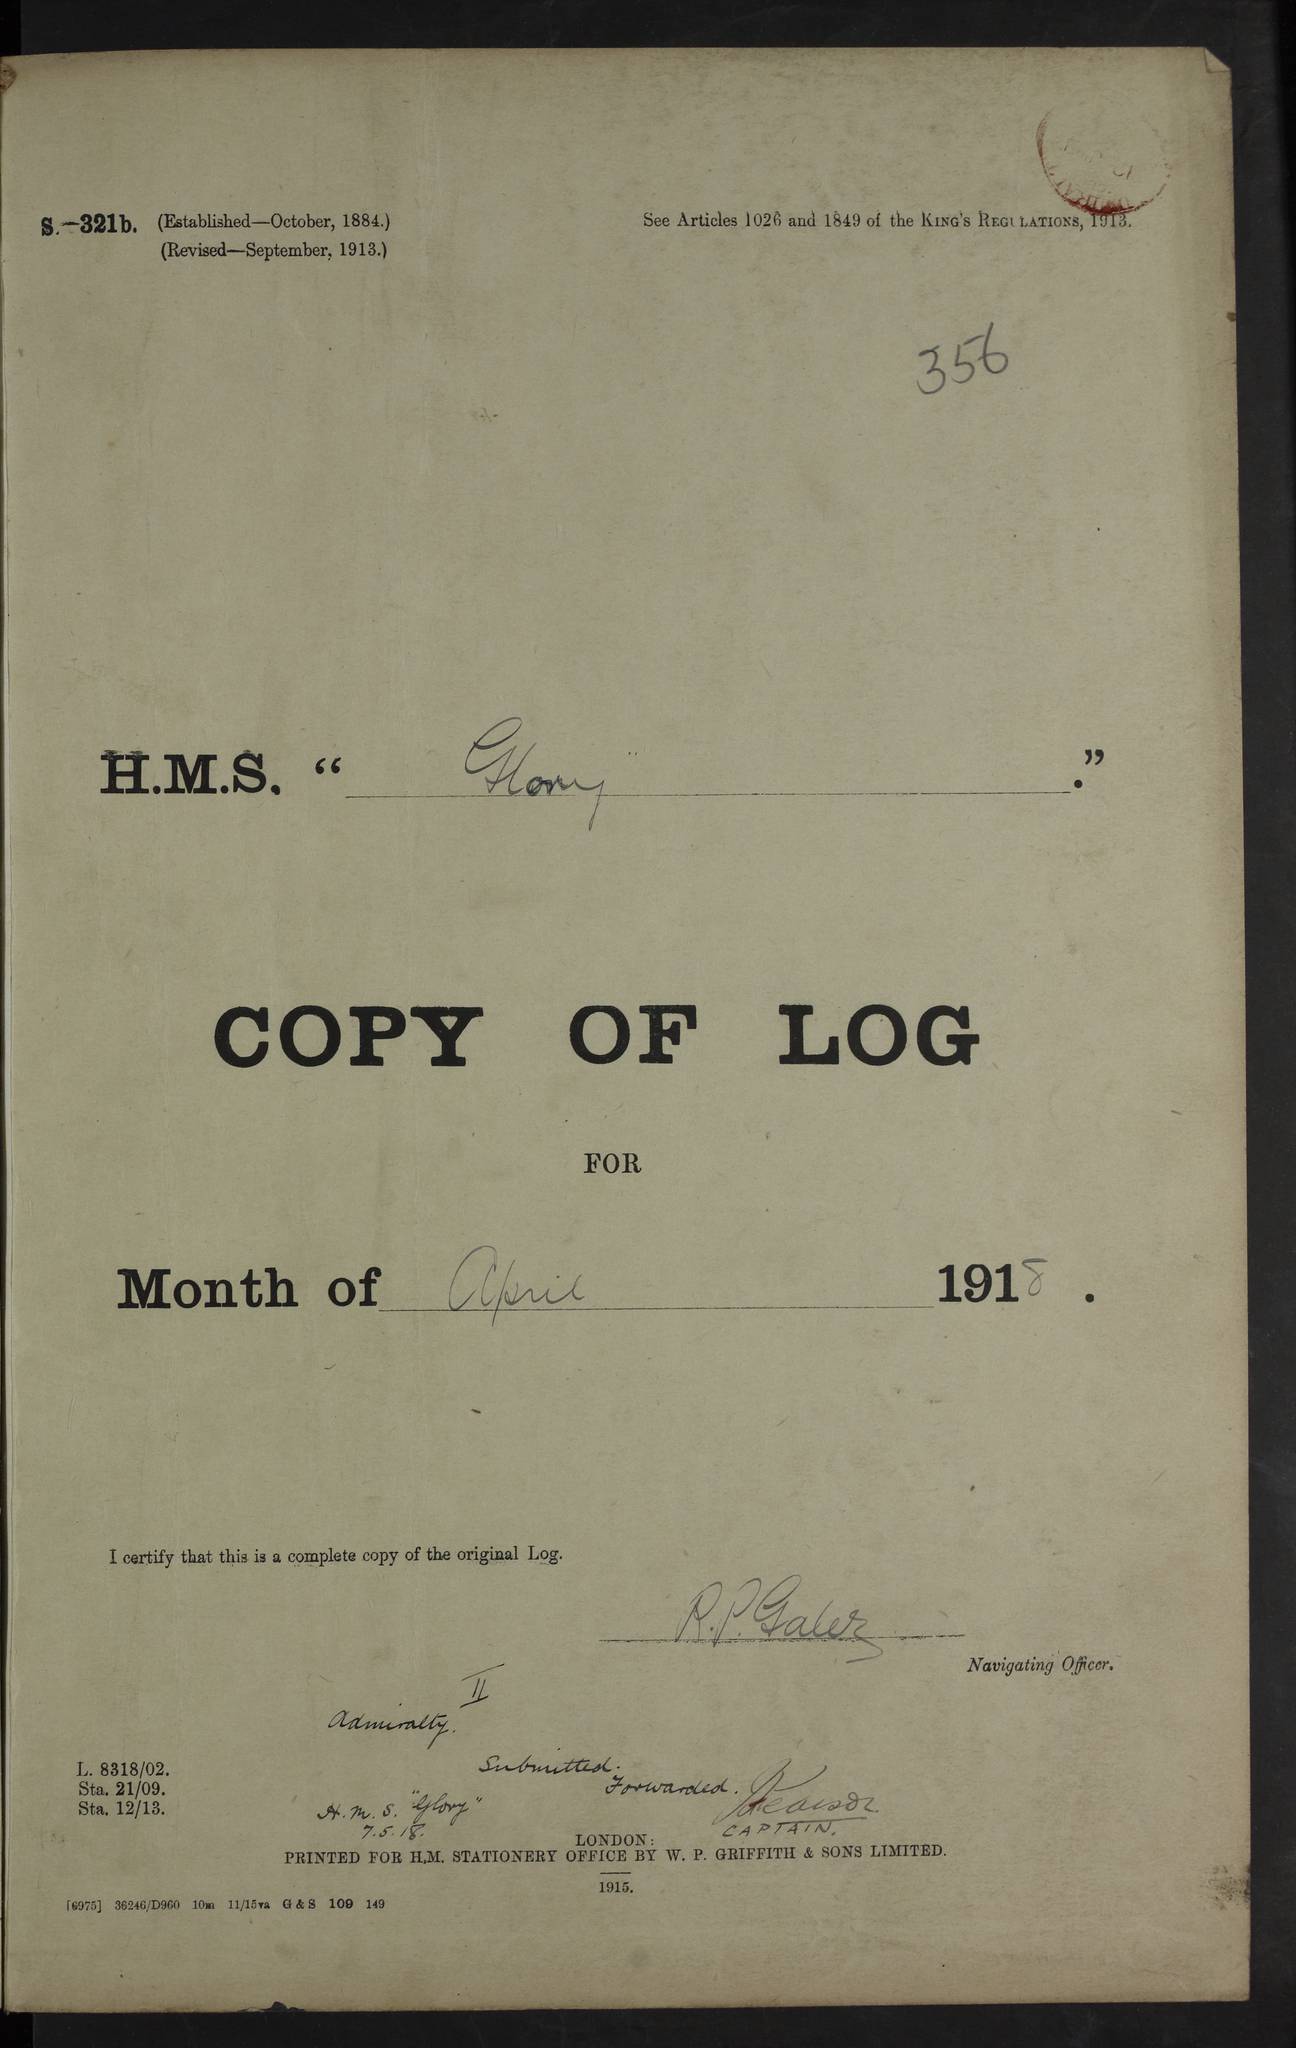 S.—321b. (Established—October, 1884.)
(Revised—September, 1913.)
See Articles 1026 and 1849 of the King's Regulations, 1913.
356
H.M.S. “ Glory .”
COPY OF LOG
FOR
Month of April 1918.
I certify that this is a complete copy of the original Log.
R.P. Galer
Navigating Officer.
II
Admiralty.
Submitted.
Forwarded.
L. 8318/02.
Sta. 21/09.
Sta. 12/13.
H.M.S. "Glory"
7.5.18.
CAPTAIN.
LONDON:
PRINTED FOR H.M. STATIONERY OFFICE BY W. P. GRIFFITH & SONS LIMITED.
1915.
[6975] 36246/D960 10m 11/15va G & S 109 149